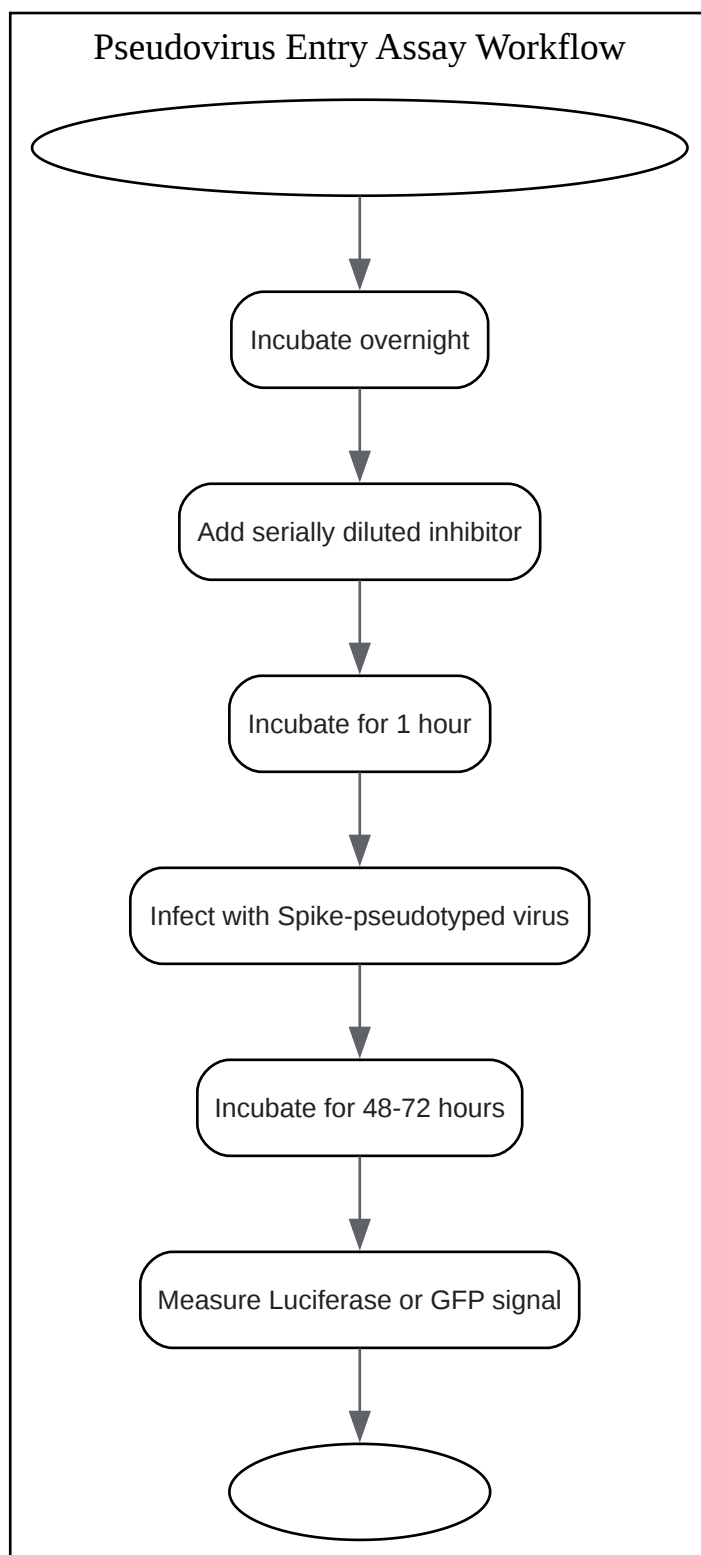 Pseudovirus Entry Assay Workflow
Incubate overnight
Add serially diluted inhibitor
Incubate for 1 hour
Infect with Spike-pseudotyped virus
Incubate for 48-72 hours
Measure Luciferase or GFP signal